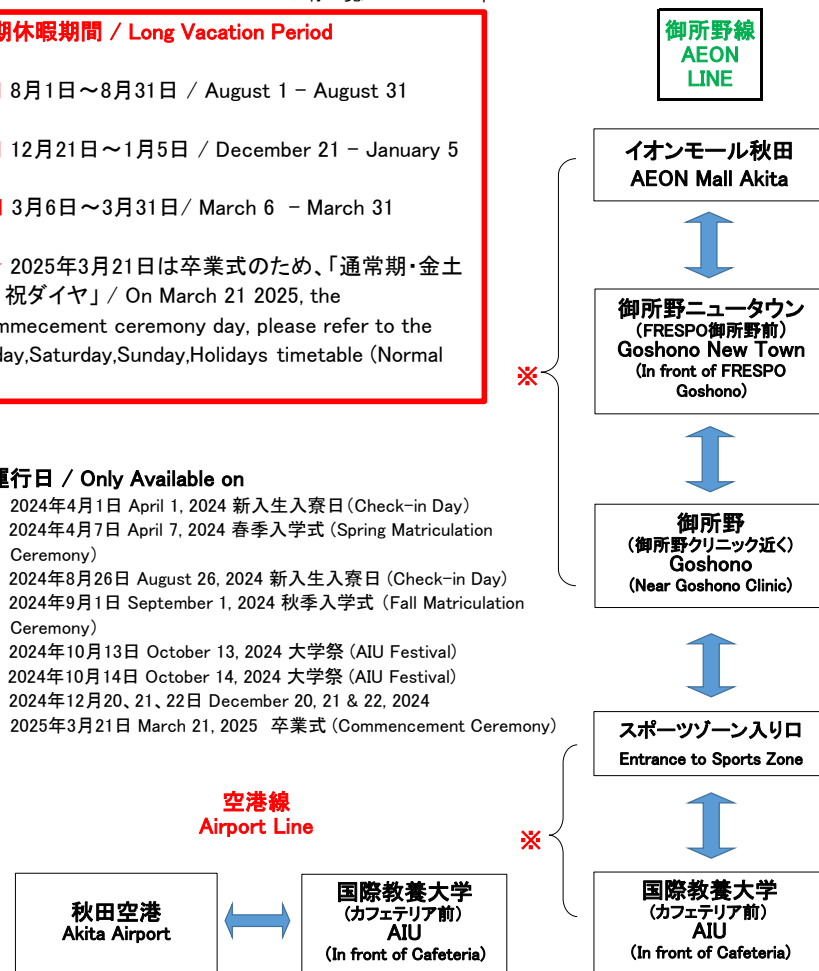 期休暇期間 / Long Vacation Period
8月1日～8月31日 / August 1 - August 31
12月21日～1月5日 / December 21 - January 5
3月6日～3月31日/ March 6 - March 31
2025年3月21日は卒業式のため、「通常期・金土
祝ダイヤ」 / On March 21 2025, the
mmecement ceremony day, please refer to the
day,Saturday,Sunday,Holidays timetable (Normal
運行日 / Only Available on
2024年4月1日 April 1, 2024 新入生入寮日(Check-in Day)
2024年4月7日 April 7, 2024 春季入学式 (Spring Matriculation
Ceremony)
2024年8月26日 August 26, 2024 新入生入寮日 (Check-in Day)
2024年9月1日 September 1, 2024 秋季入学式 (Fall Matriculation
Ceremony)
2024年10月13日 October 13, 2024 大学祭 (AIU Festival)
2024年10月14日 October 14, 2024 大学祭 (AIU Festival)
2024年12月20、21、22日 December 20, 21 & 22, 2024
2025年3月21日 March 21, 2025 卒業式 (Commencement Ceremony)
空港線
Airport Line
秋田空港
Akita Airport
国際教養大学
(カフェテリア前)
AIU
(In front of Cafeteria)
御所野線
AEON
LINE
イオンモール秋田
AEON Mall Akita
御所野ニュータウン
(FRESPO御所野前)
Goshono New Town
(In front of FRESPO
Goshono)
※
御所野
(御所野クリニック近く)
Goshono
(Near Goshono Clinic)
スポーツゾーン入り口
Entrance to Sports Zone
※
国際教養大学
(カフェテリア前)
AIU
(In front of Cafeteria)